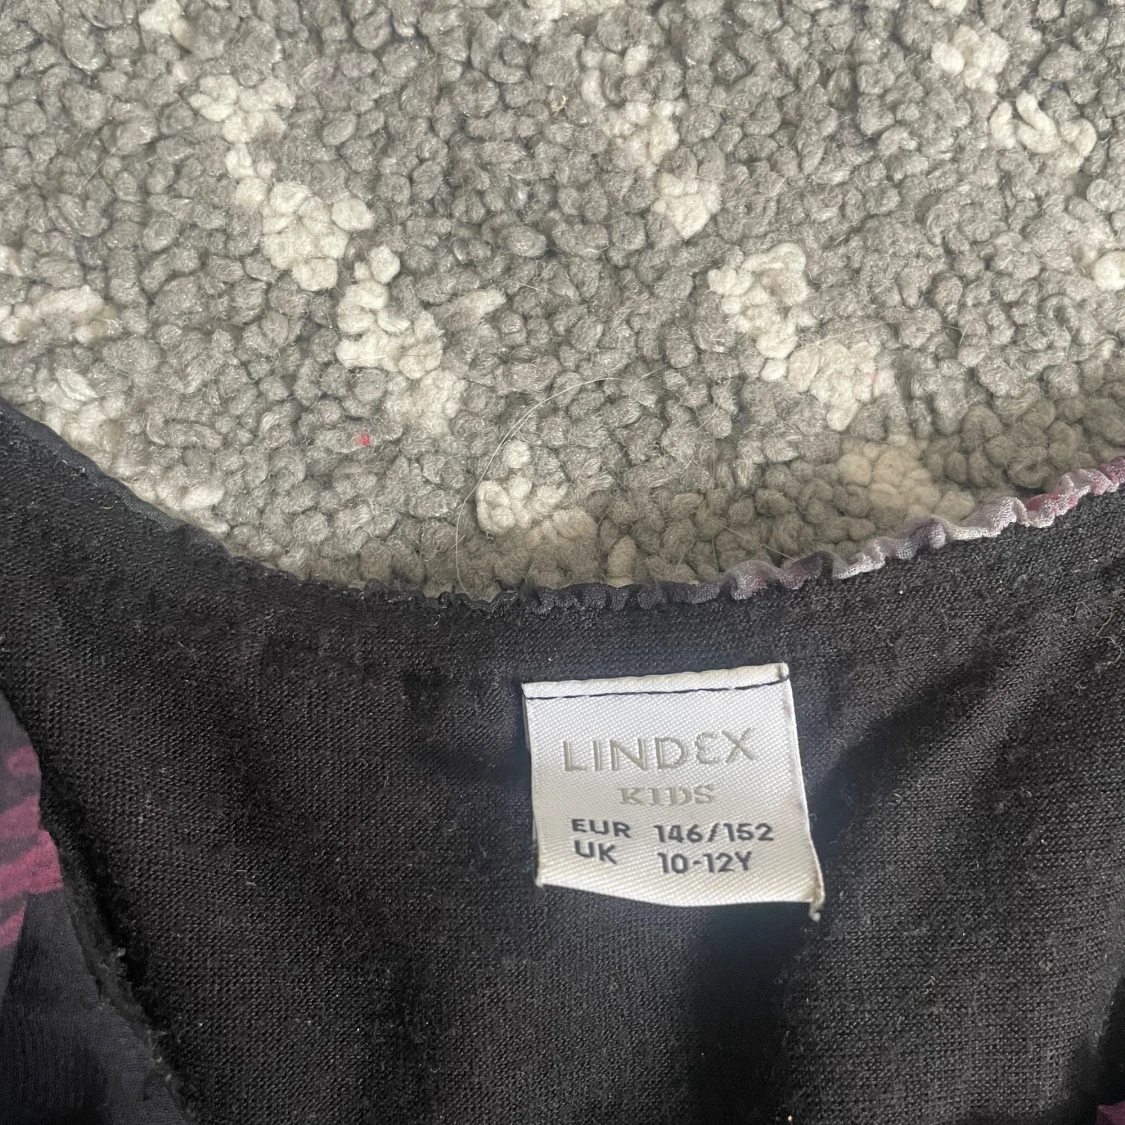 LINDEX
KIDS
EUR 146/152
UK 10-12Y